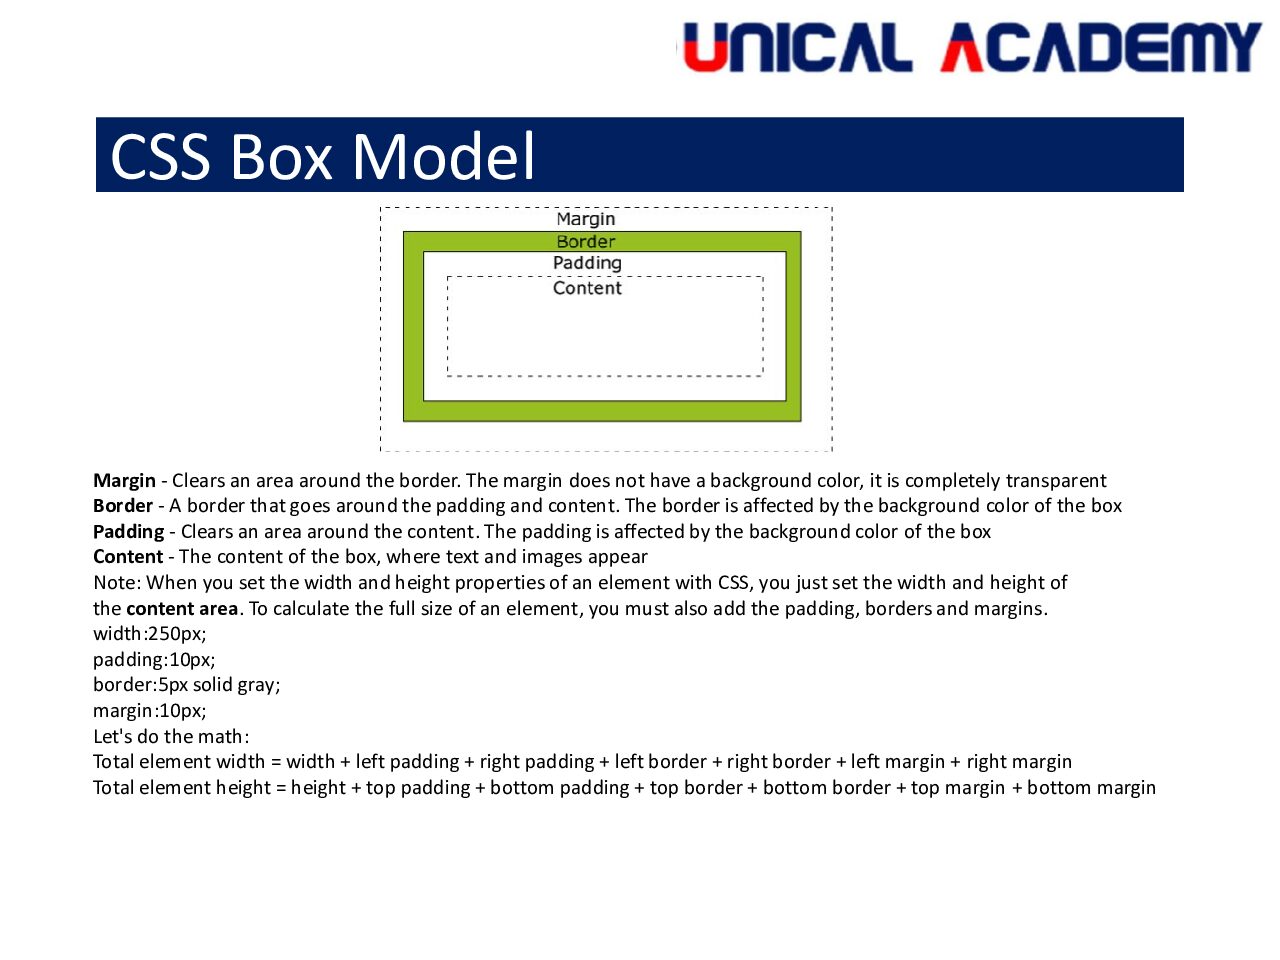 UNICAL ACADEMY
CSS Box Model
Margin
Border
Padding
Content
Margin - Clears an area around the border. The margin does not have a background color, it is completely transparent
Border - A border that goes around the padding and content. The border is affected by the background color of the box
Padding - Clears an area around the content. The padding is affected by the background color of the box
Content - The content of the box, where text and images appear
Note: When you set the width and height properties of an element with CSS, you just set the width and height of
the content area. To calculate the full size of an element, you must also add the padding, borders and margins.
width:250px;
padding:10px;
border:5px solid gray;
margin:10px;
Let's do the math:
Total element width = width + left padding + right padding + left border + right border + left margin + right margin
Total element height = height + top padding + bottom padding + top border + bottom border + top margin + bottom margin